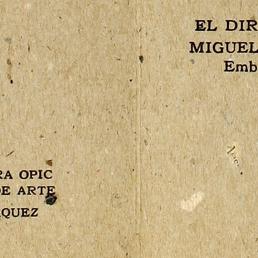 EL DIR
MIGUEL
Emb
RA OPIC
DE ARTE
QUEZ